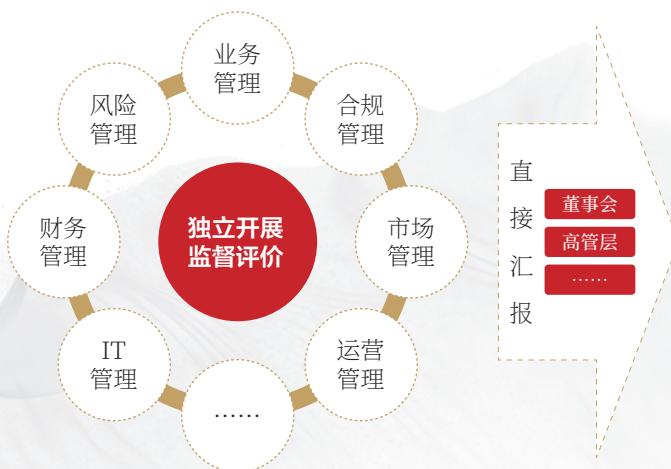 业务
管理
合规
管理
市场
管理
运营
管理
……
IT
管理
财务
管理
风险
管理
独立开展
监督评价
直
接
汇
报
董事会
高管层
……